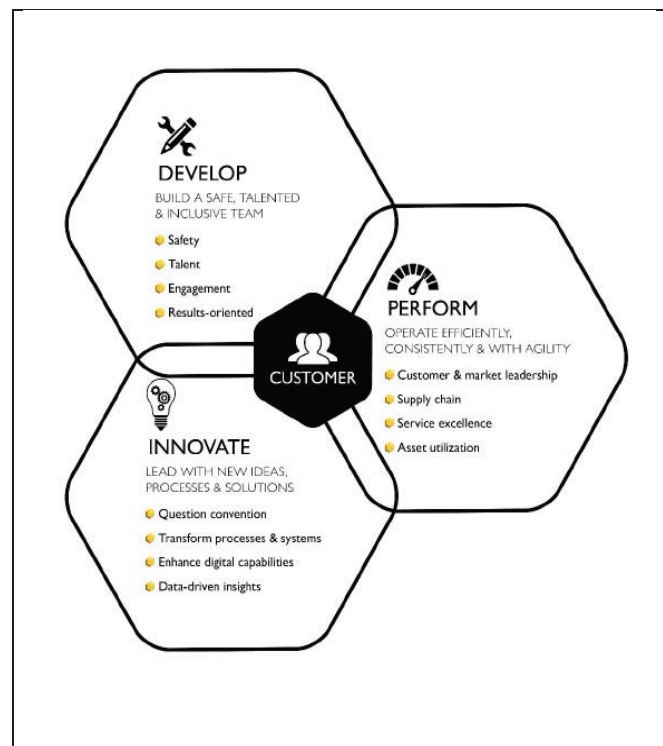 DEVELOP
BUILD A SAFE, TALENTED
& INCLUSIVE TEAM
Safety
Talent
Engagement
Results-oriented
CUSTOMER
PERFORM
OPERATE EFFICIENTLY,
CONSISTENTLY & WITH AGILITY
Customer & market leadership
Supply chain
Service excellence
Asset utilization
INNOVATE
LEAD WITH NEW IDEAS,
PROCESSES & SOLUTIONS
Question convention
Transform processes & systems
Enhance digital capabilities
Data-driven insights